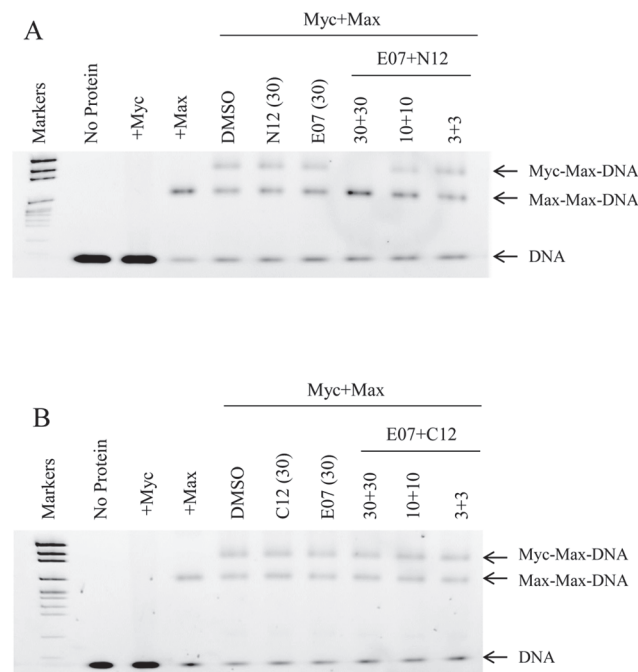 A
Myc+Max
E07+N12
Markers
No Protein
+Myc
+Max
DMSO
N12 (30)
E07 (30)
30+30
10+10
3+3
Myc-Max-DNA
Max-Max-DNA
DNA
B
Myc+Max
E07+C12
Markers
No Protein
+Myc
+Max
DMSO
C12 (30)
E07 (30)
30+30
10+10
3+3
Myc-Max-DNA
Max-Max-DNA
DNA